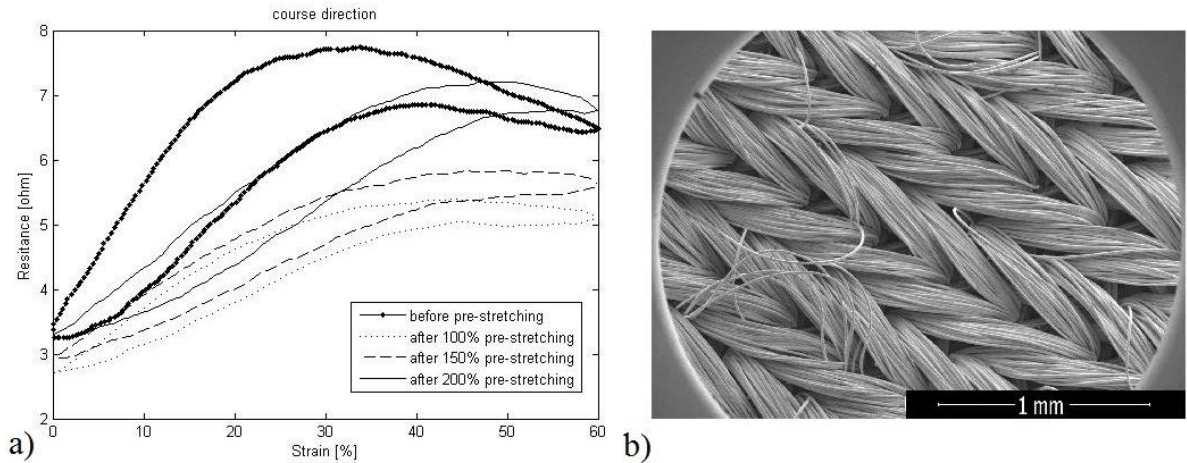 course direction
8
7
6
5
4
3
2
Resitance [ohm]
before pre-stretching
after 100% pre-stretching
after 150% pre-stretching
after 200% pre-stretching
0 10 20 30 40 50 60
Strain [%]
a)
1 mm
b)